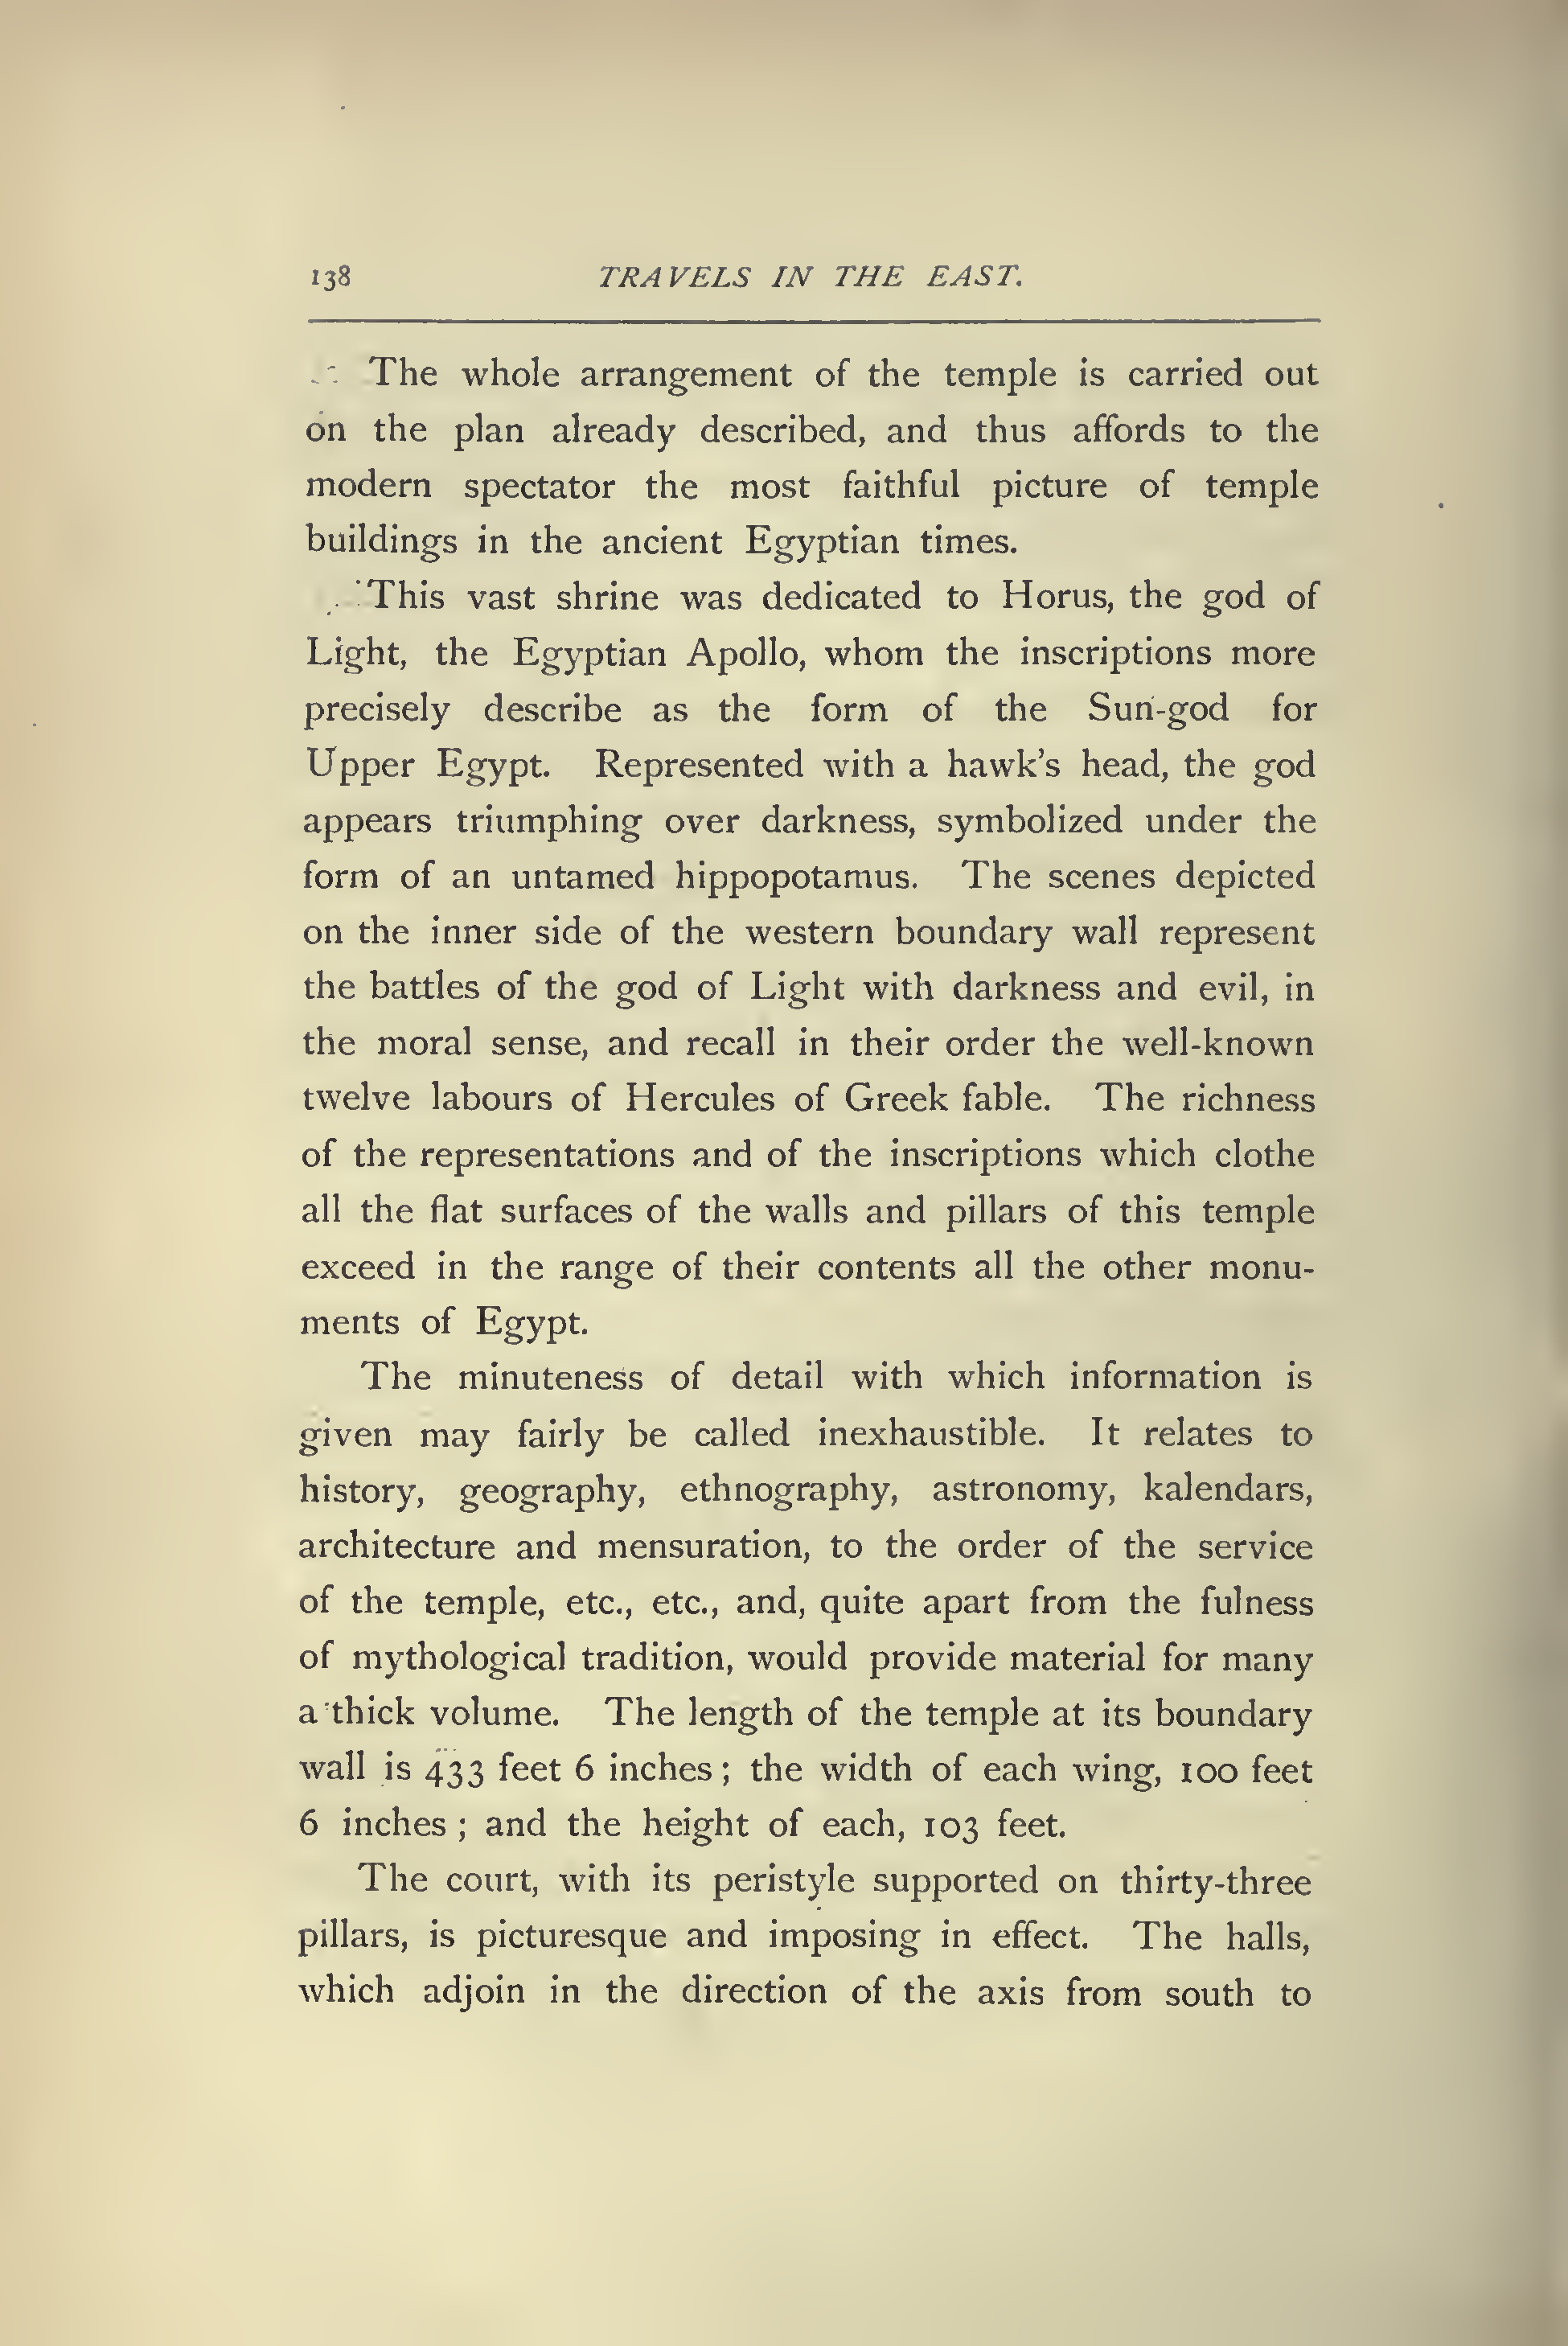 138 TRAVELS IN THE EAST.
The whole arrangement of the temple is carried out
on the plan already described, and thus affords to the
modern spectator the most faithful picture of temple
buildings in the ancient Egyptian times.
This vast shrine was dedicated to Horus, the god of
Light, the Egyptian Apollo, whom the inscriptions more
precisely describe as the form of the Sun-god for
Upper Egypt. Represented with a hawk's head, the god
appears triumphing over darkness, symbolized under the
form of an untamed hippopotamus. The scenes depicted
on the inner side of the western boundary wall represent
the battles of the god of Light with darkness and evil, in
the moral sense, and recall in their order the well-known
twelve labours of Hercules of Greek fable. The richness
of the representations and of the inscriptions which clothe
all the flat surfaces of the walls and pillars of this temple
exceed in the range of their contents all the other monu-
ments of Egypt.
The minuteness of detail with which information is
given may fairly be called inexhaustible. It relates to
history, geography, ethnography, astronomy, kalendars,
architecture and mensuration, to the order of the service
of the temple, etc., etc., and, quite apart from the fulness
of mythological tradition, would provide material for many
a thick volume. The length of the temple at its boundary
wall is 433 feet 6 inches; the width of each wing, 100 feet
6 inches; and the height of each, 103 feet.
The court, with its peristyle supported on thirty-three
pillars, is picturesque and imposing in effect. The halls,
which adjoin in the direction of the axis from south to